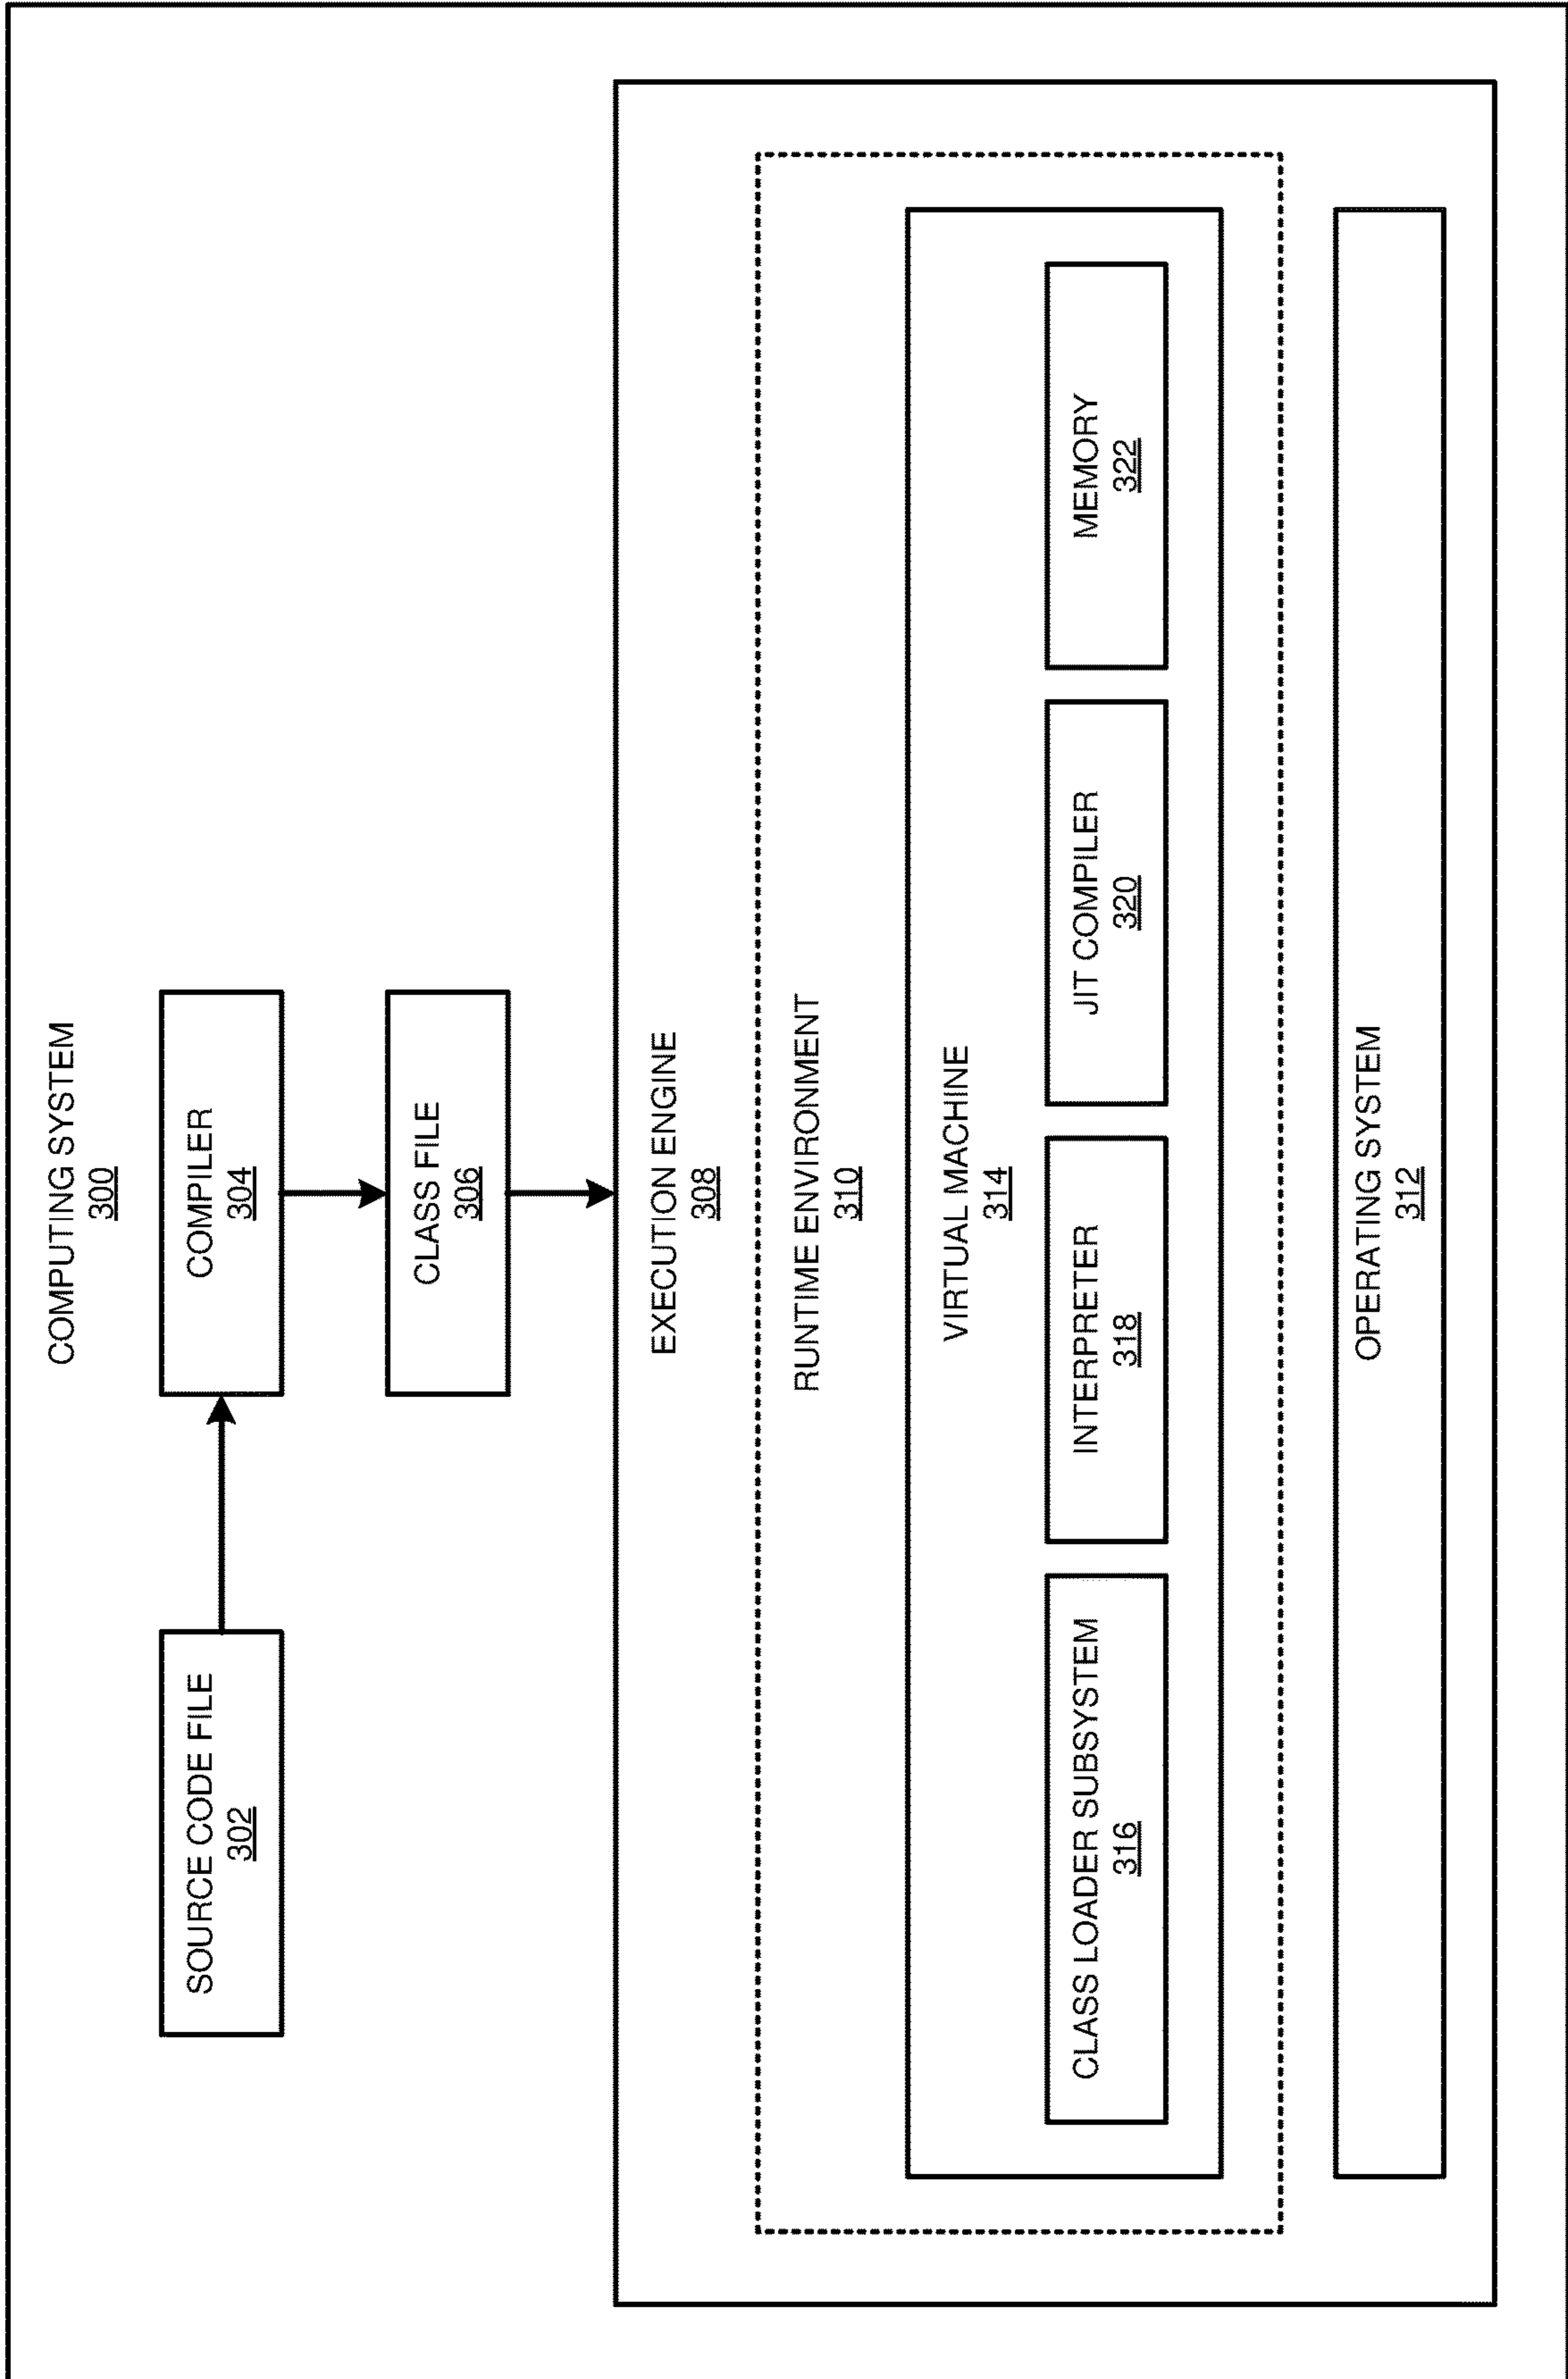 COMPUTING SYSTEM
300
SOURCE CODE FILE
302
COMPILER
304
CLASS FILE
306
EXECUTION ENGINE
308
RUNTIME ENVIRONMENT
310
VIRTUAL MACHINE
314
CLASS LOADER SUBSYSTEM
316
INTERPRETER
318
JIT COMPILER
320
MEMORY
322
OPERATING SYSTEM
312